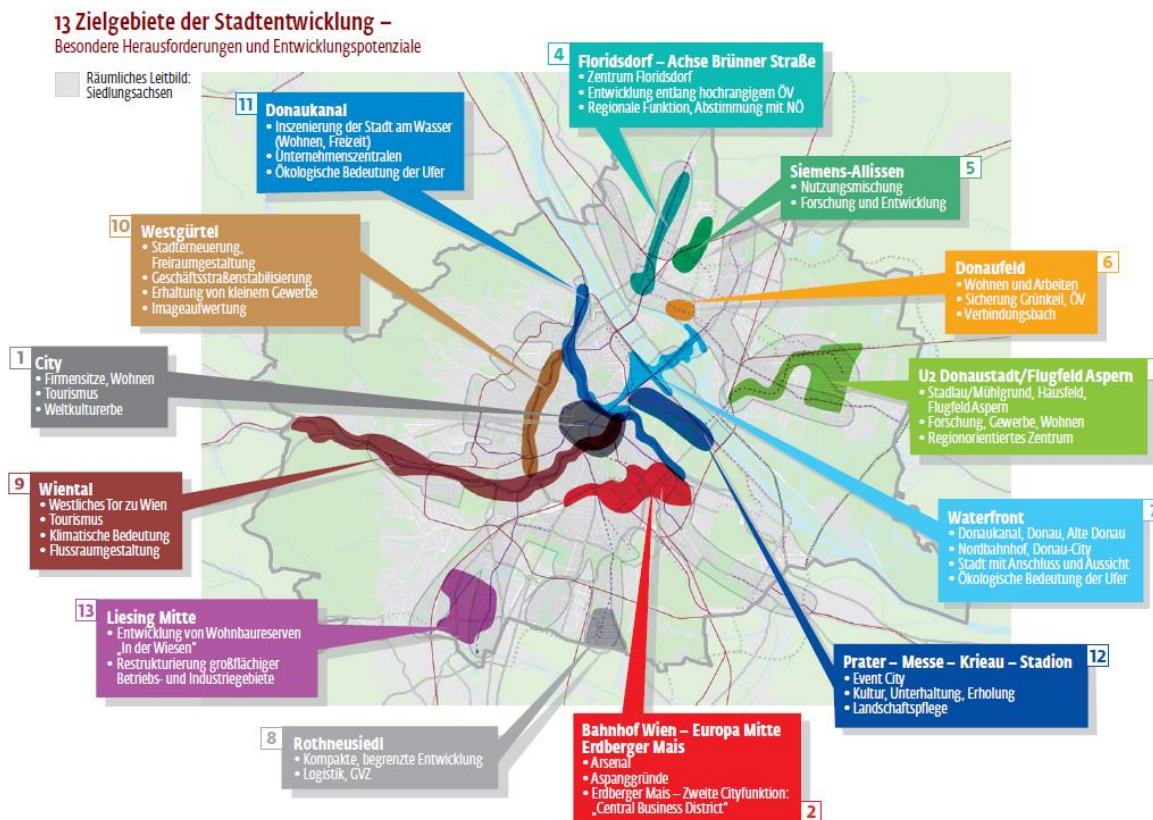 13 Zielgebiete der Stadtentwicklung –
Besondere Herausforderungen und Entwicklungspotenziale
Räumliches Leitbild:
Siedlungsachsen
4
Floridsdorf – Achse Brünner Straße
• Zentrum Floridsdorf
• Entwicklung entlang hochrangigem ÖV
• Regionale Funktion, Abstimmung mit NÖ
11
Donaukanal
• Inszenierung der Stadt am Wasser
(Wohnen, Freizeit)
• Unternehmenszentralen
• Ökologische Bedeutung der Ufer
5
Siemens-Allissen
• Nutzungsmischung
• Forschung und Entwicklung
10
Westgürtel
• Stadterneuerung,
Freiraumgestaltung
• Geschäftsstraßenstabilisierung
• Erhaltung von kleinem Gewerbe
• Imageaufwertung
6
Donaufeld
• Wohnen und Arbeiten
• Sicherung Grünkeil, ÖV
• Verbindungsbach
1
City
• Firmensitze, Wohnen
• Tourismus
• Weltkulturerbe
U2 Donaustadt/Flugfeld Aspern
• Stadlau/Mühlgrund, Hausfeld,
Flugfeld Aspern
• Forschung, Gewerbe, Wohnen
• Regionorientiertes Zentrum
9
Wiental
• Westliches Tor zu Wien
• Tourismus
• Klimatische Bedeutung
• Flussraumgestaltung
7
Waterfront
• Donaukanal, Donau, Alte Donau
• Nordbahnhof, Donau-City
• Stadt mit Anschluss und Aussicht
• Ökologische Bedeutung der Ufer
13
Liesing Mitte
• Entwicklung von Wohnbaureserven
„In der Wiesen“
• Restrukturierung großflächiger
Betriebs- und Industriegebiete
12
Prater – Messe – Krieau – Stadion
• Event City
• Kultur, Unterhaltung, Erholung
• Landschaftspflege
8
Rothneusiedl
• Kompakte, begrenzte Entwicklung
• Logistik, GVZ
Bahnhof Wien – Europa Mitte
Erdberger Mais
• Arsenal
• Aspanggründe
• Erdberger Mais – Zweite Cityfunktion:
„Central Business District“
2